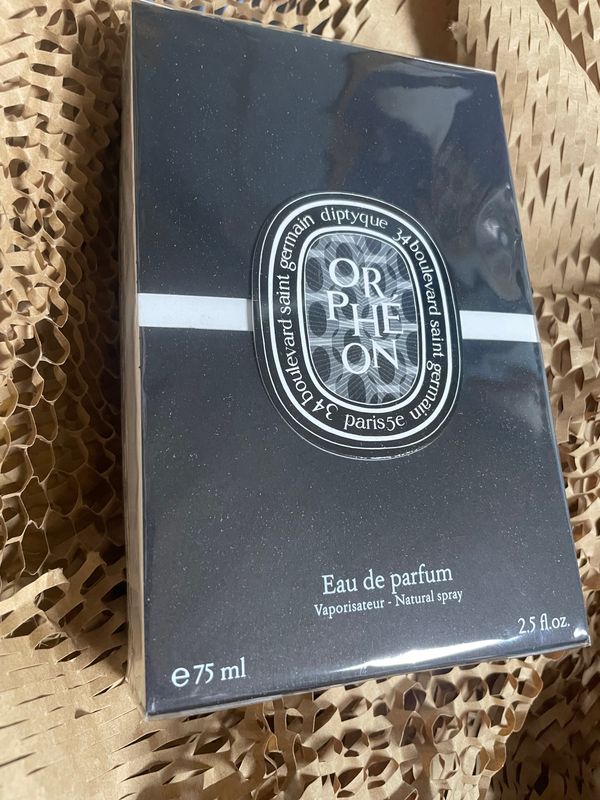 diptyque 34 boulevard saint germain paris5e 34 boulevard saint germain
OR
PHÉ
ON
Eau de parfum
Vaporisateur - Natural spray
e 75 ml
2.5 fl.oz.